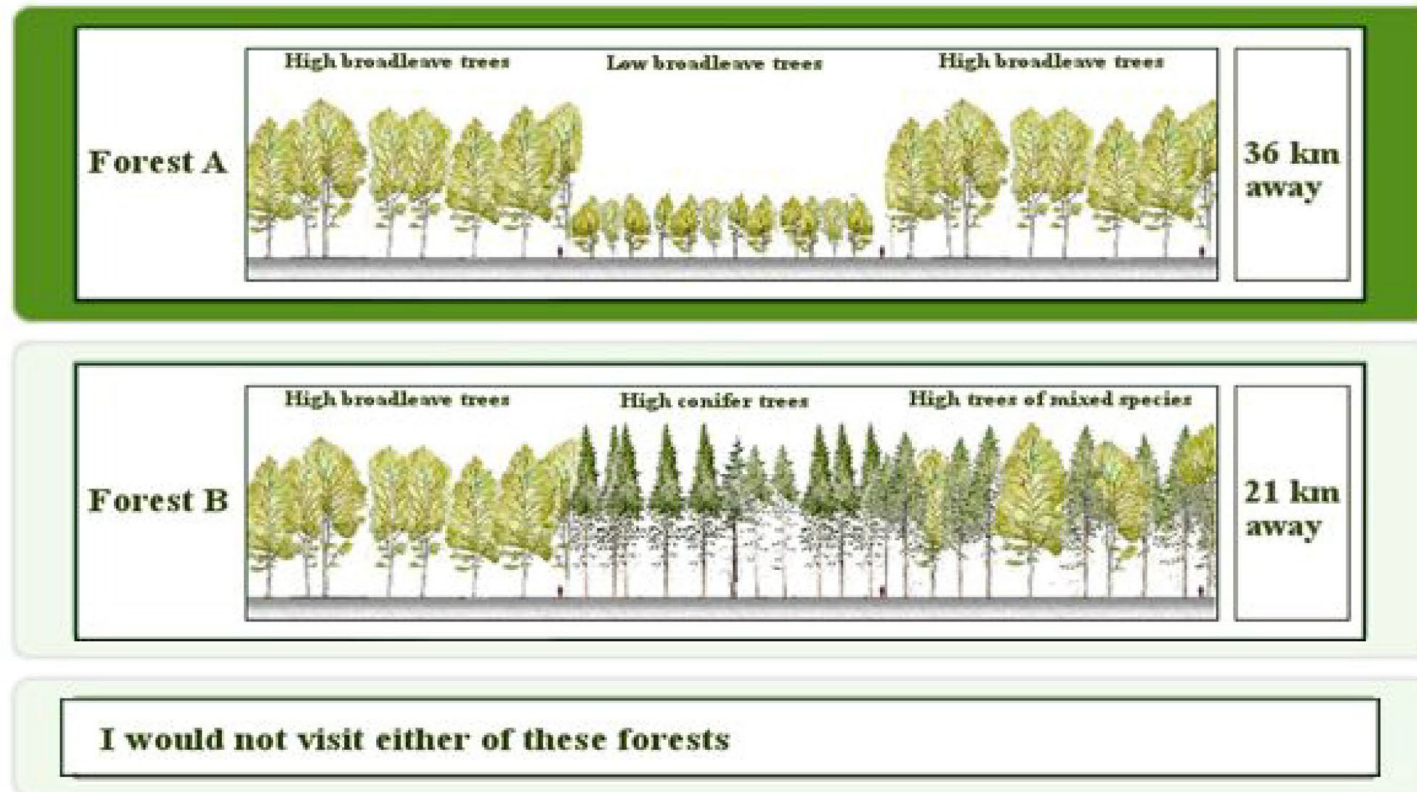 High broadleave trees
Low broadleave trees
High broadleave trees
Forest A
36 km
away
High broadleave trees
High conifer trees
High trees of mixed species
Forest B
21 km
away
I would not visit either of these forests